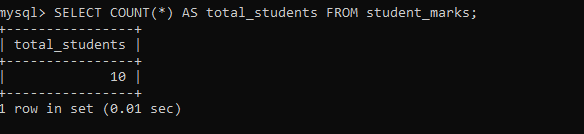 mysql> SELECT COUNT(*) AS total_students FROM student_marks;
+----------------+
| total_students |
+----------------+
|             10 |
+----------------+
1 row in set (0.01 sec)